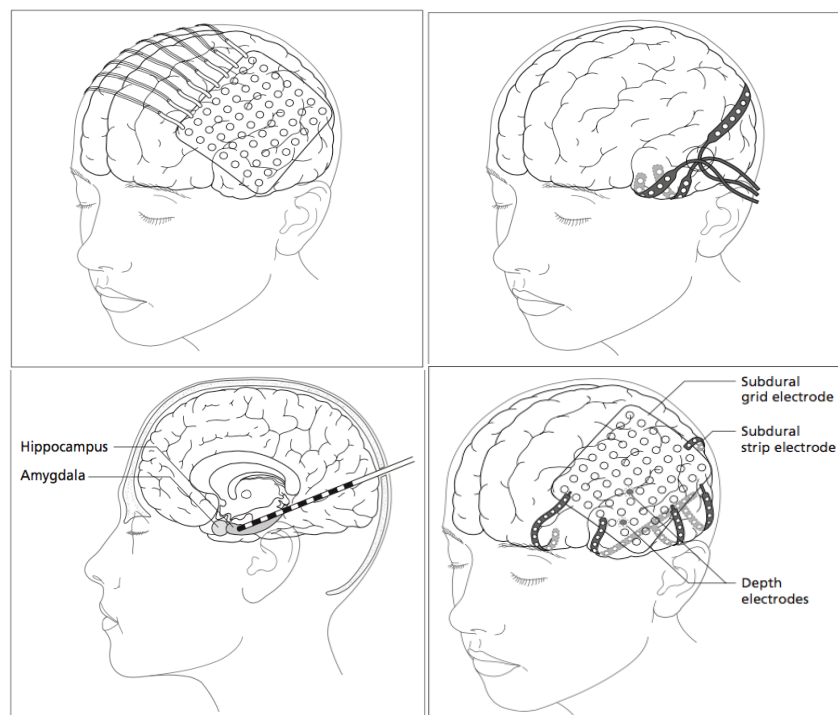 Hippocampus
Amygdala
Subdural
grid electrode
Subdural
strip electrode
Depth
electrodes